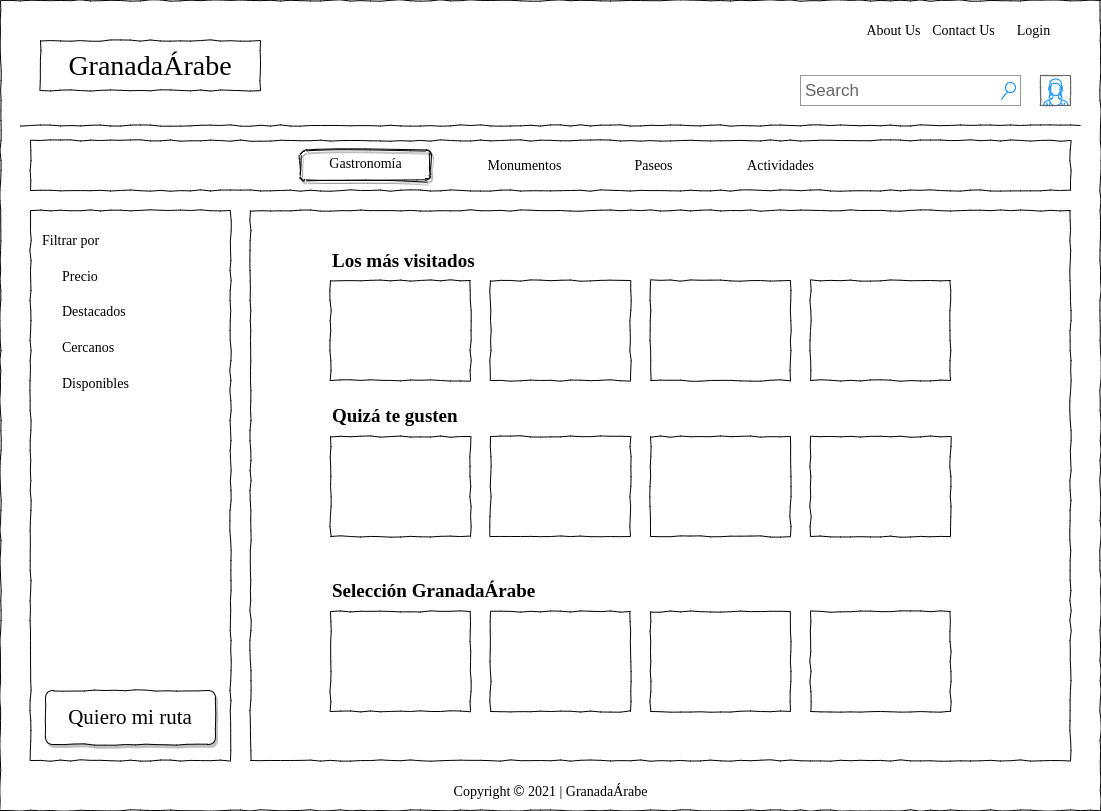 About Us Contact Us Login
GranadaÁrabe
Search
Gastronomía Monumentos Paseos Actividades
Filtrar por
Precio
Destacados
Cercanos
Disponibles
Quiero mi ruta
Los más visitados
Quizá te gusten
Selección GranadaÁrabe
Copyright © 2021 | GranadaÁrabe